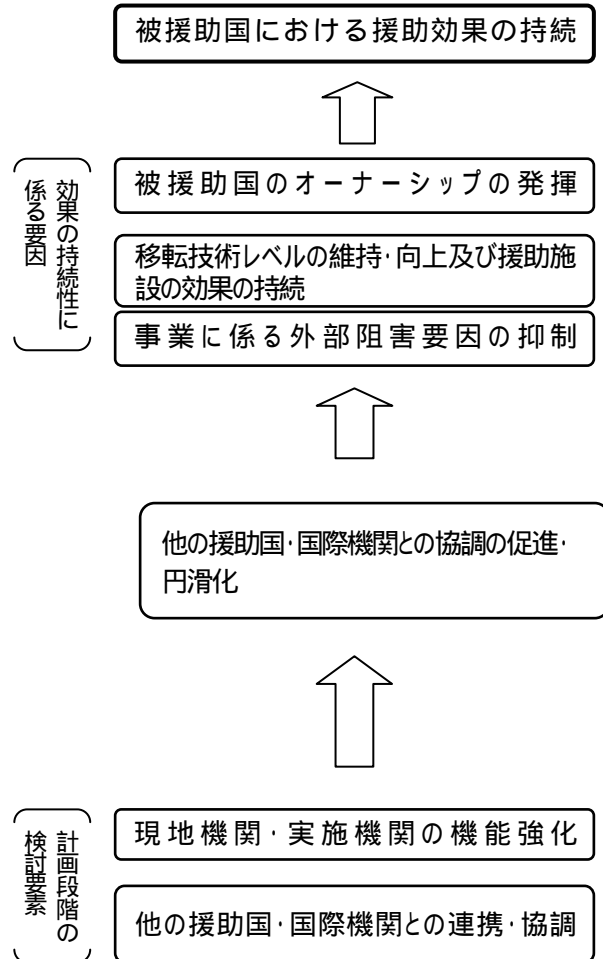 被援助国における援助効果の持続
効果の持続性に
係る要因
被援助国のオーナーシップの発揮
移転技術レベルの維持・向上及び援助施
設の効果の持続
事業に係る外部阻害要因の抑制
他の援助国・国際機関との協調の促進・
円滑化
計画段階の
検討要素
現地機関・実施機関の機能強化
他の援助国・国際機関との連携・協調